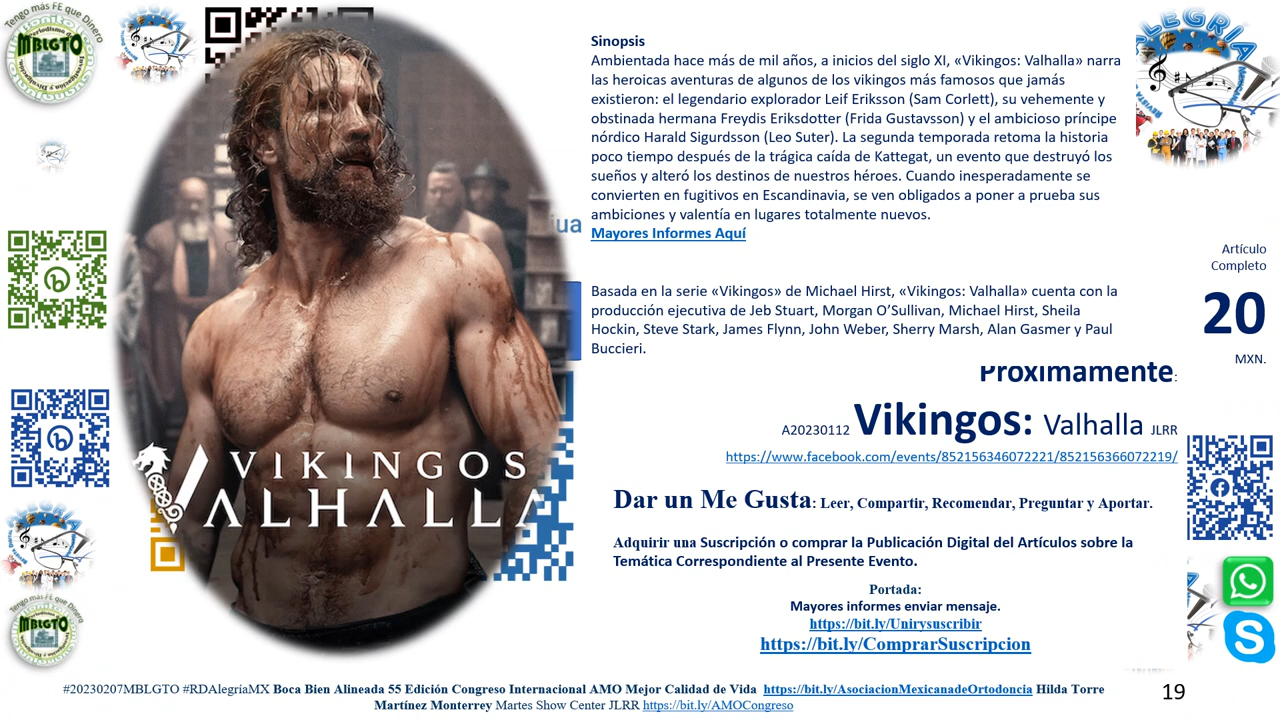 Tengo más FE que Dinero
MBLGTO
ALEGRÍA
Sinopsis
Ambientada hace más de mil años, a inicios del siglo XI, «Vikingos: Valhalla» narra
las heroicas aventuras de algunos de los vikingos más famosos que jamás
existieron: el legendario explorador Leif Eriksson (Sam Corlett), su vehemente y
obstinada hermana Freydis Eriksdotter (Frida Gustavsson) y el ambicioso príncipe
nórdico Harald Sigurdsson (Leo Suter). La segunda temporada retoma la historia
poco tiempo después de la trágica caída de Kattegat, un evento que destruyó los
sueños y alteró los destinos de nuestros héroes. Cuando inesperadamente se
convierten en fugitivos en Escandinavia, se ven obligados a poner a prueba sus
ambiciones y valentía en lugares totalmente nuevos.
Mayores Informes Aquí
Basada en la serie «Vikingos» de Michael Hirst, «Vikingos: Valhalla» cuenta con la
producción ejecutiva de Jeb Stuart, Morgan O’Sullivan, Michael Hirst, Sheila
Hockin, Steve Stark, James Flynn, John Weber, Sherry Marsh, Alan Gasmer y Paul
Buccieri.
Artículo
Completo
20
MXN.
Próximamente:
A20230112 Vikingos: Valhalla JLRR
https://www.facebook.com/events/852156346072221/852156366072219/
VIKINGOS
VALHALLA
Dar un Me Gusta: Leer, Compartir, Recomendar, Preguntar y Aportar.
Adquirir una Suscripción o comprar la Publicación Digital del Artículos sobre la
Temática Correspondiente al Presente Evento.
Portada:
Mayores informes enviar mensaje.
https://bit.ly/Unirysuscribir
https://bit.ly/ComprarSuscripcion
Tengo más FE que Dinero
MBLGTO
#20230207MBLGTO #RDAlegríaMX Boca Bien Alineada 55 Edición Congreso Internacional AMO Mejor Calidad de Vida https://bit.ly/AsociacionMexicanadeOrtodoncia Hilda Torre
Martínez Monterrey Martes Show Center JLRR https://bit.ly/AMOCongreso
19